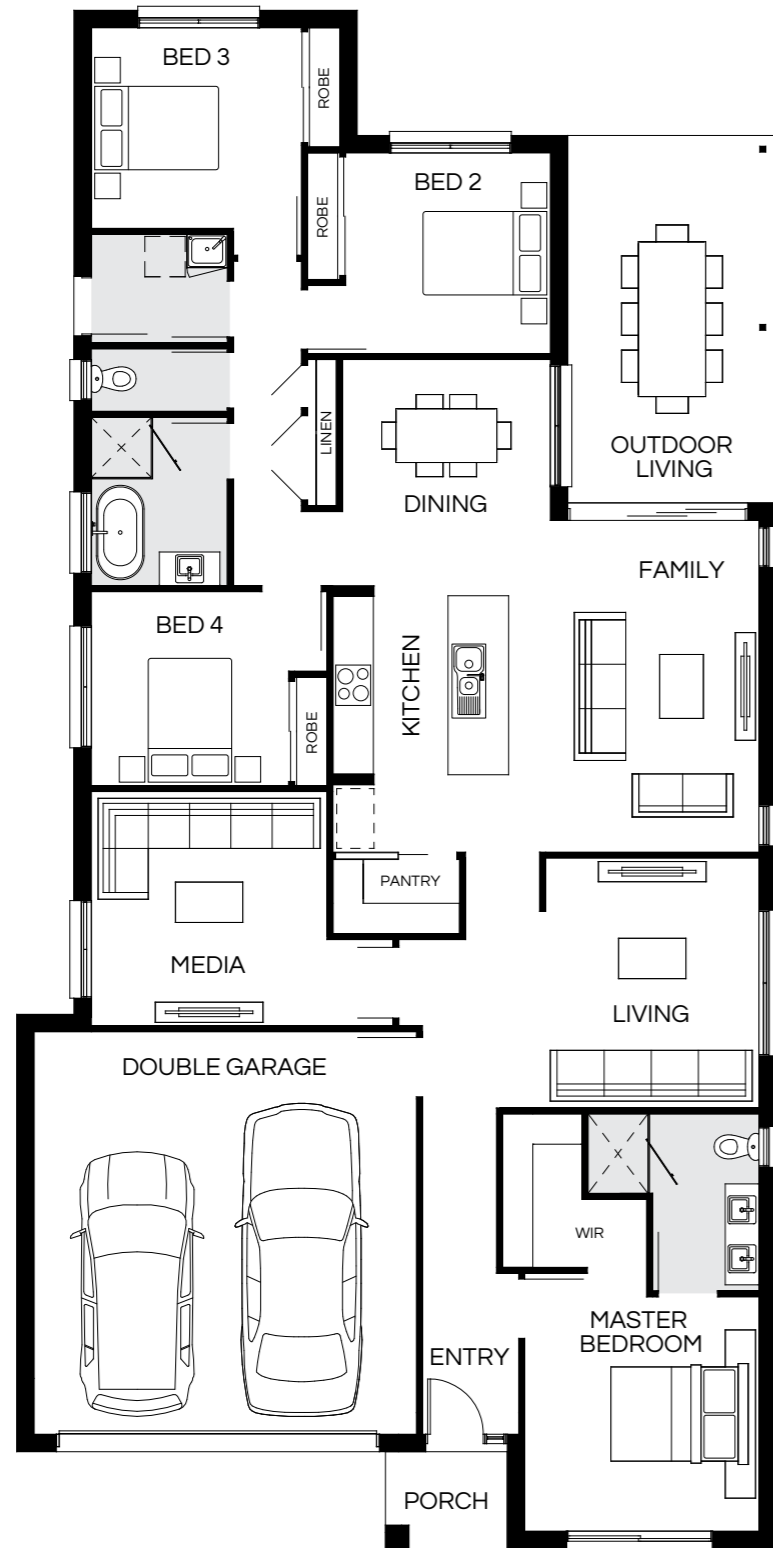 BED 3
ROBE
BED 2
ROBE
OUTDOOR
LIVING
LINEN
DINING
FAMILY
BED 4
KITCHEN
ROBE
PANTRY
MEDIA
LIVING
DOUBLE GARAGE
X
X
WIR
MASTER
BEDROOM
ENTRY
PORCH